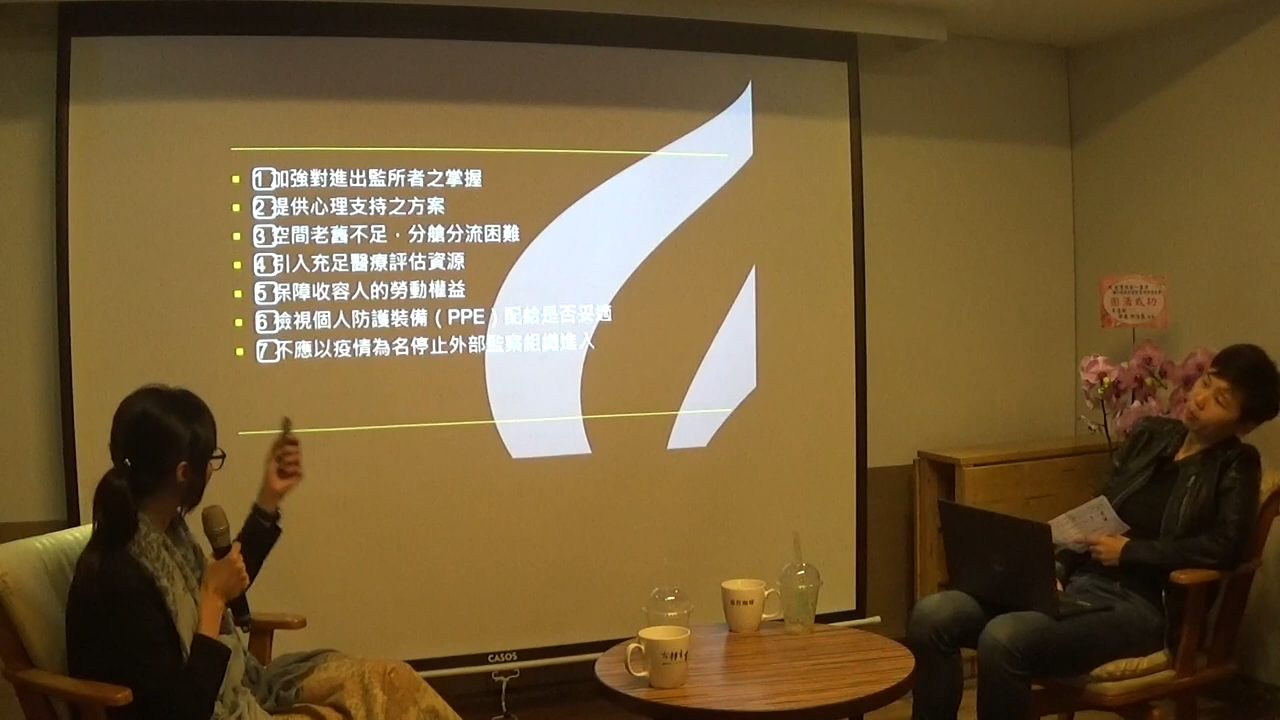 1 加強對進出監所者之掌握
2 提供心理支持之方案
3 空間老舊不足，分艙分流困難
4 引入充足醫療評估資源
5 保障收容人的勞動權益
6 檢視個人防護裝備（PPE）配給是否妥適
7 不應以疫情為名停止外部監察組織進入
圓滿成功
CASOS